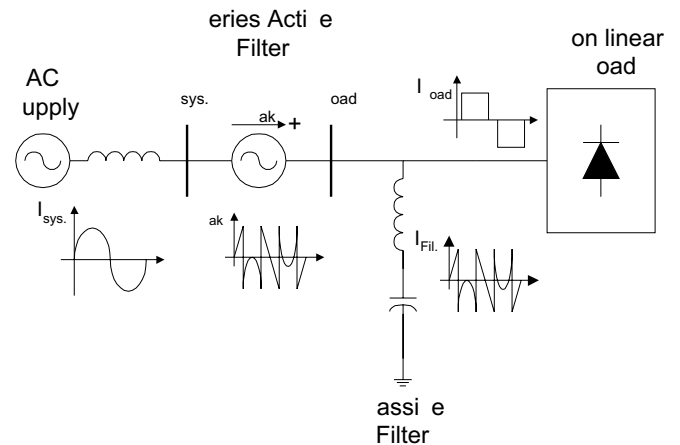 eries Acti e
Filter
on linear
oad
AC
upply
sys.
ak +
oad
I oad
I sys.
ak
I Fil.
assi e
Filter